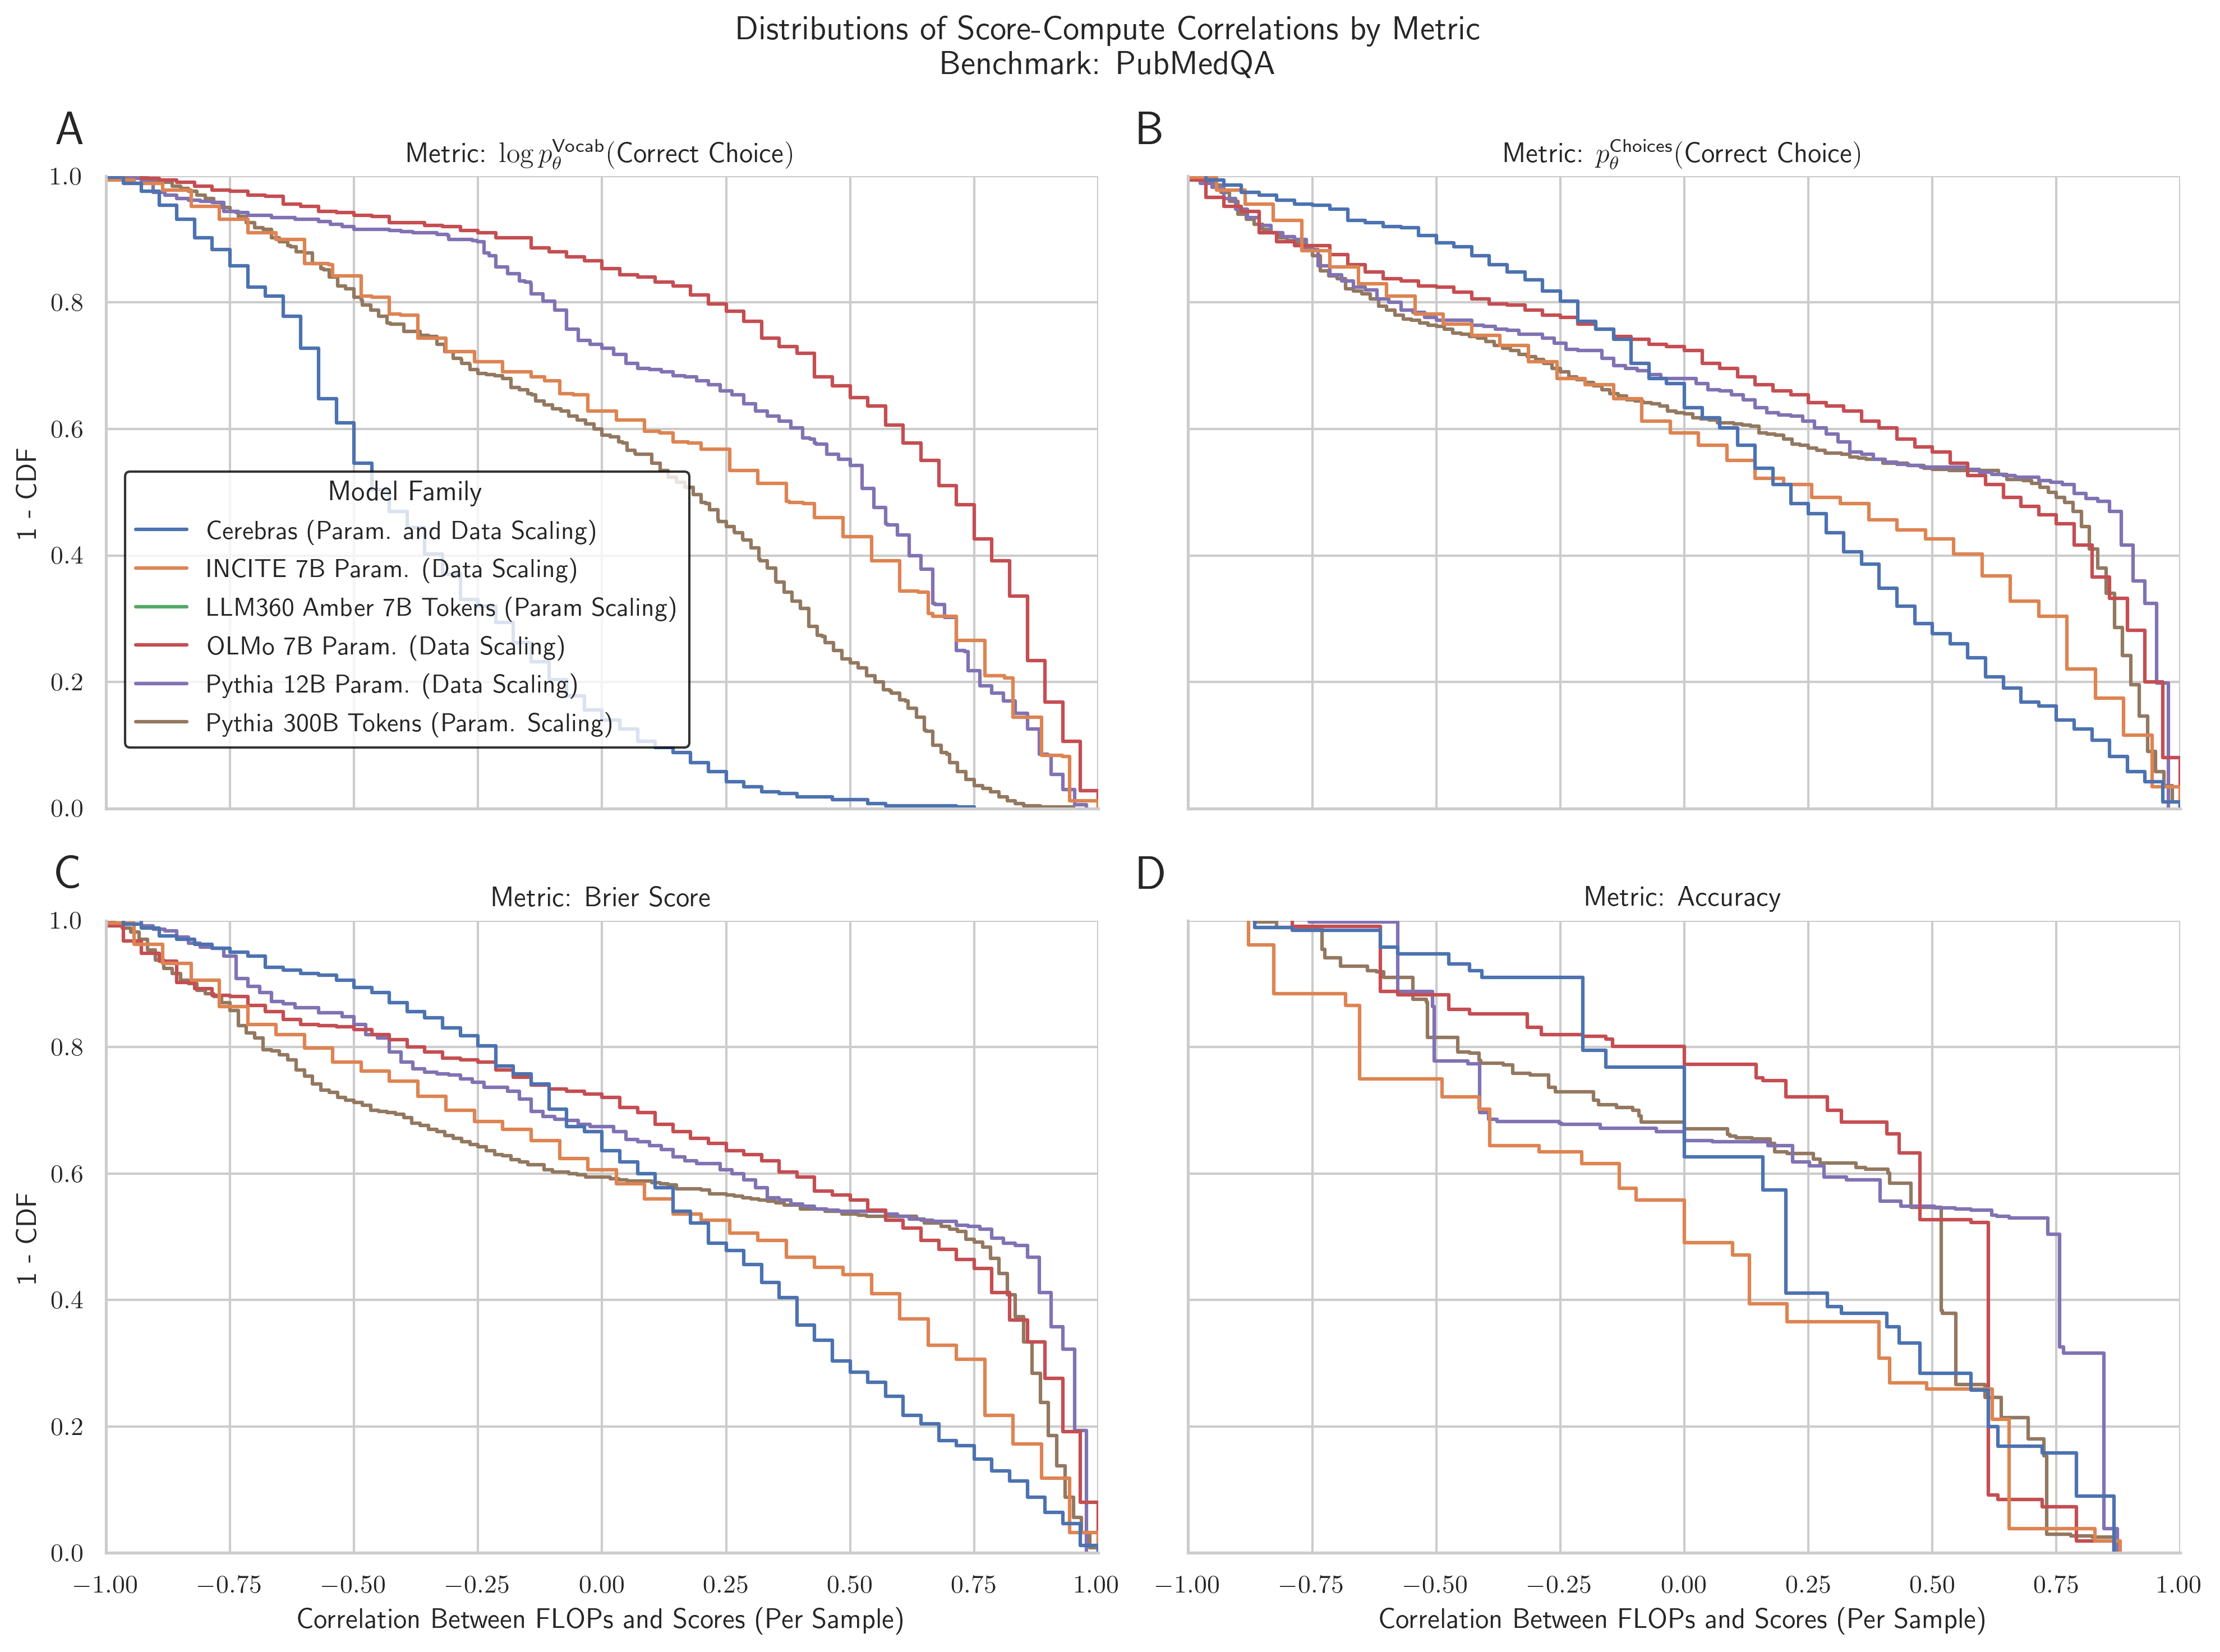 Distributions of Score-Compute Correlations by Metric
Benchmark: PubMedQA
A
Metric: log p_θ^Vocab(Correct Choice)
1.0
0.8
0.6
0.4
0.2
0.0
1 - CDF
Model Family
Cerebras (Param. and Data Scaling)
INCITE 7B Param. (Data Scaling)
LLM360 Amber 7B Tokens (Param Scaling)
OLMo 7B Param. (Data Scaling)
Pythia 12B Param. (Data Scaling)
Pythia 300B Tokens (Param. Scaling)
B
Metric: p_θ^Choices(Correct Choice)
C
Metric: Brier Score
1.0
0.8
0.6
0.4
0.2
0.0
1 - CDF
−1.00 −0.75 −0.50 −0.25 0.00 0.25 0.50 0.75 1.00
Correlation Between FLOPs and Scores (Per Sample)
D
Metric: Accuracy
−1.00 −0.75 −0.50 −0.25 0.00 0.25 0.50 0.75 1.00
Correlation Between FLOPs and Scores (Per Sample)